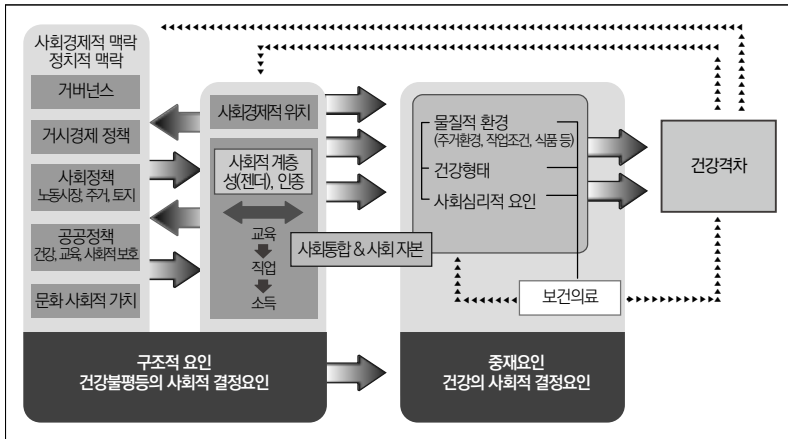 사회경제적 맥락
정치적 맥락
거버넌스
거시경제 정책
사회정책
노동시장, 주거, 토지
공공정책
건강, 교육, 사회적보호
문화 사회적 가치
사회경제적 위치
사회적 계층
성(젠더), 인종
교육
직업
소득
사회통합 & 사회 자본
물질적 환경
(주거환경, 작업조건, 식품 등)
건강형태
사회심리적 요인
보건의료
건강격차
구조적 요인
건강불평등의 사회적 결정요인
중재요인
건강의 사회적 결정요인